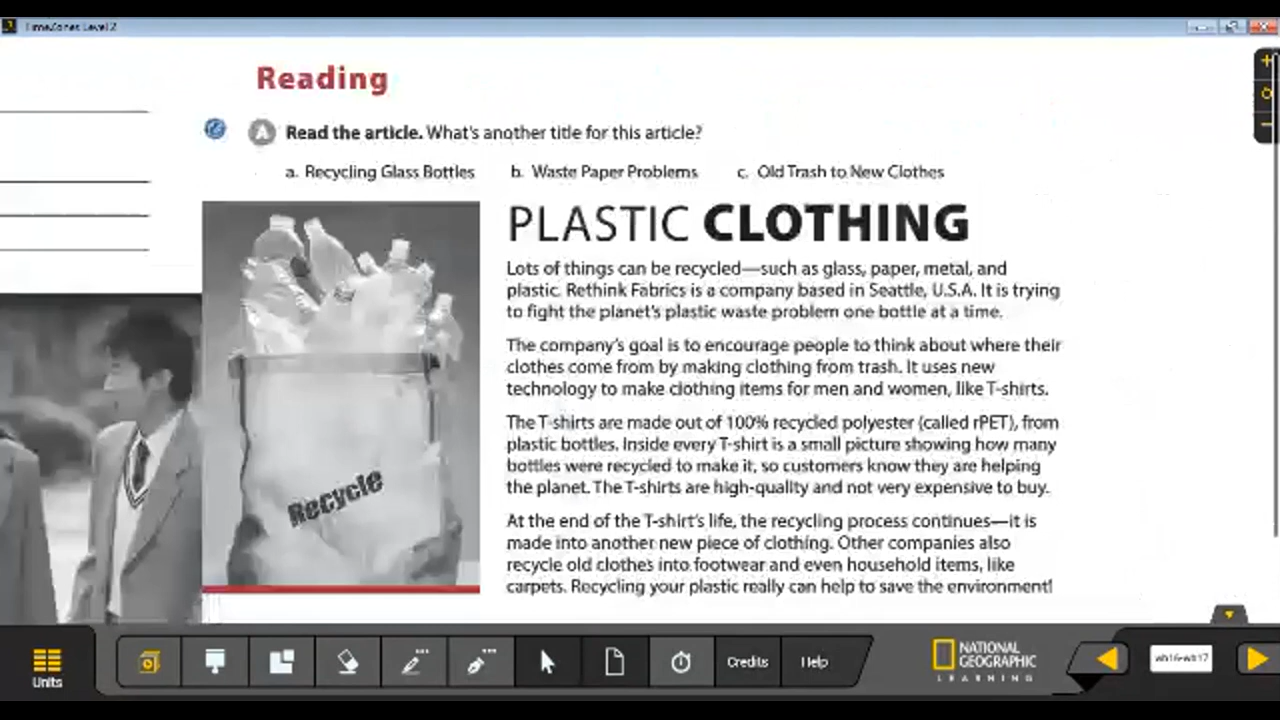 TimeZones Level 2
Reading
A Read the article. What's another title for this article?
a. Recycling Glass Bottles b. Waste Paper Problems c. Old Trash to New Clothes
PLASTIC CLOTHING
Lots of things can be recycled—such as glass, paper, metal, and
plastic. Rethink Fabrics is a company based in Seattle, U.S.A. It is trying
to fight the planet's plastic waste problem one bottle at a time.
The company's goal is to encourage people to think about where their
clothes come from by making clothing from trash. It uses new
technology to make clothing items for men and women, like T-shirts.
The T-shirts are made out of 100% recycled polyester (called rPET), from
plastic bottles. Inside every T-shirt is a small picture showing how many
bottles were recycled to make it, so customers know they are helping
the planet. The T-shirts are high-quality and not very expensive to buy.
At the end of the T-shirt's life, the recycling process continues—it is
made into another new piece of clothing. Other companies also
recycle old clothes into footwear and even household items, like
carpets. Recycling your plastic really can help to save the environment!
Recycle
Units
Credits
Help
NATIONAL
GEOGRAPHIC
LEARNING
wb16-wb17